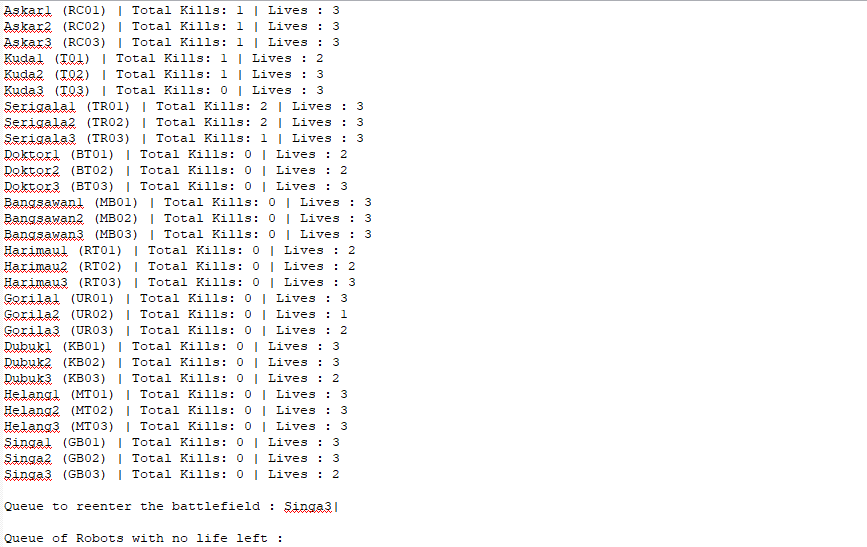 Askar1 (RC01) | Total Kills: 1 | Lives : 3
Askar2 (RC02) | Total Kills: 1 | Lives : 3
Askar3 (RC03) | Total Kills: 1 | Lives : 3
Kuda1 (T01) | Total Kills: 1 | Lives : 2
Kuda2 (T02) | Total Kills: 1 | Lives : 3
Kuda3 (T03) | Total Kills: 0 | Lives : 3
Serigala1 (TR01) | Total Kills: 2 | Lives : 3
Serigala2 (TR02) | Total Kills: 2 | Lives : 3
Serigala3 (TR03) | Total Kills: 1 | Lives : 3
Doktor1 (BT01) | Total Kills: 0 | Lives : 2
Doktor2 (BT02) | Total Kills: 0 | Lives : 2
Doktor3 (BT03) | Total Kills: 0 | Lives : 3
Bangsawan1 (MB01) | Total Kills: 0 | Lives : 3
Bangsawan2 (MB02) | Total Kills: 0 | Lives : 3
Bangsawan3 (MB03) | Total Kills: 0 | Lives : 3
Harimau1 (RT01) | Total Kills: 0 | Lives : 2
Harimau2 (RT02) | Total Kills: 0 | Lives : 2
Harimau3 (RT03) | Total Kills: 0 | Lives : 3
Gorila1 (UR01) | Total Kills: 0 | Lives : 3
Gorila2 (UR02) | Total Kills: 0 | Lives : 1
Gorila3 (UR03) | Total Kills: 0 | Lives : 2
Dubuk1 (KB01) | Total Kills: 0 | Lives : 3
Dubuk2 (KB02) | Total Kills: 0 | Lives : 3
Dubuk3 (KB03) | Total Kills: 0 | Lives : 2
Helang1 (MT01) | Total Kills: 0 | Lives : 3
Helang2 (MT02) | Total Kills: 0 | Lives : 3
Helang3 (MT03) | Total Kills: 0 | Lives : 3
Singa1 (GB01) | Total Kills: 0 | Lives : 3
Singa2 (GB02) | Total Kills: 0 | Lives : 3
Singa3 (GB03) | Total Kills: 0 | Lives : 2
Queue to reenter the battlefield : Singa3|
Queue of Robots with no life left :